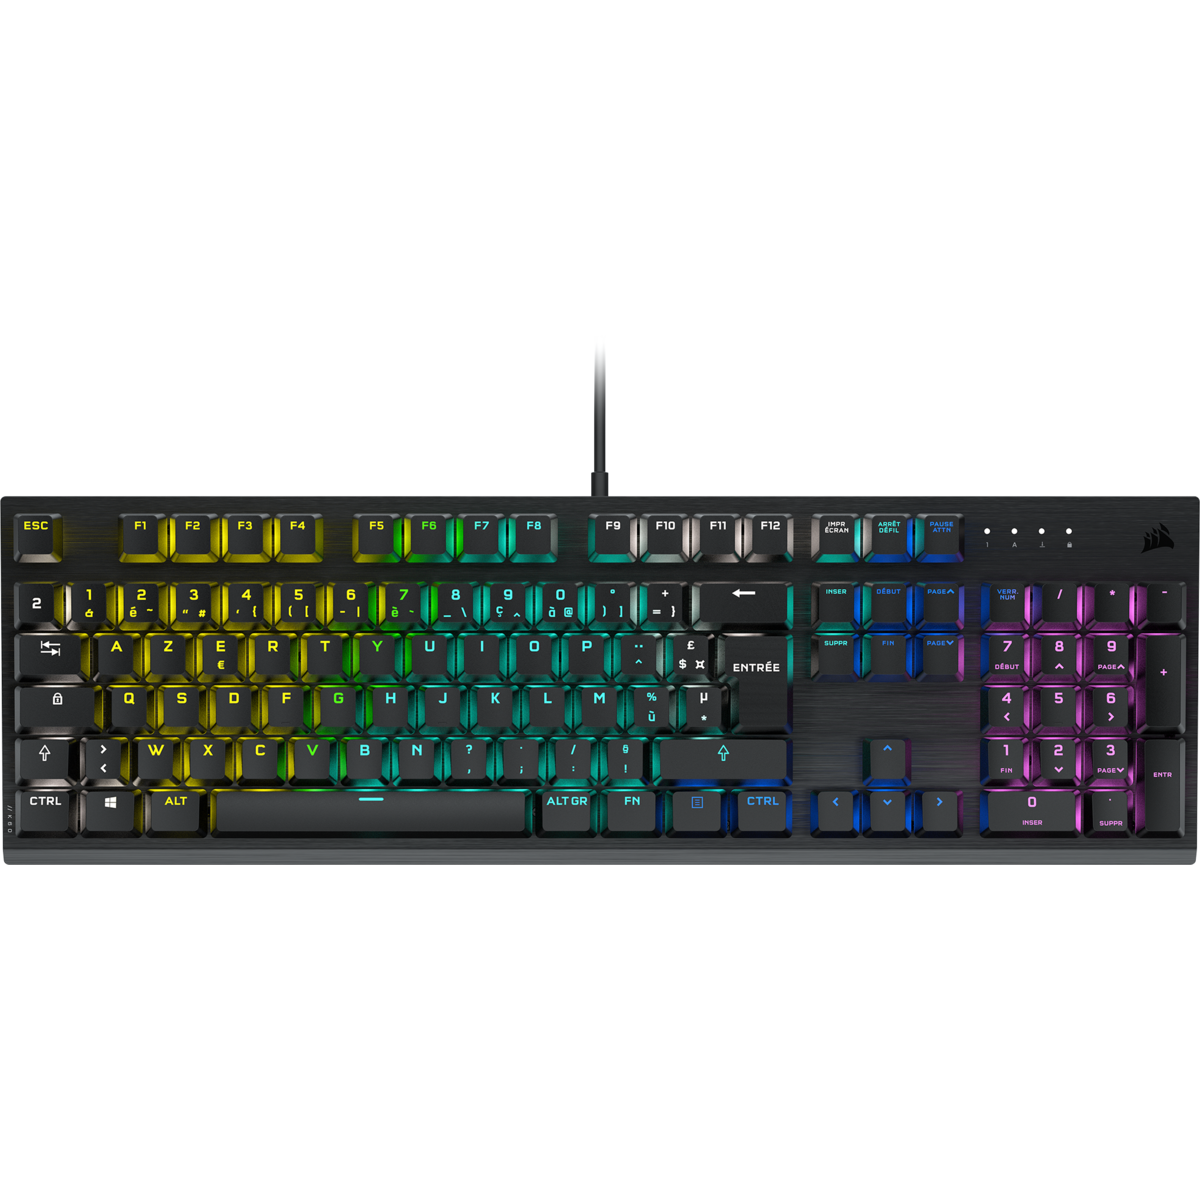 ESC F1 F2 F3 F4 F5 F6 F7 F8 F9 F10 F11 F12 IMPR ÉCRAN ARRÊT DÉFIL PAUSE ATTN
1 A
2 1 2 3 4 5 6 7 8 9 0 ° + INSER DÉBUT PAGE VERR. NUM / * -
é ~ " # ' { ( [ - | è ` _ \ ç ^ à @ ) ] = }
A Z E R T Y U I O P ¨ £ ENTRÉE SUPPR FIN PAGE 7 8 9 +
€ ^ $ ¤ DÉBUT PAGE
Q S D F G H J K L M % µ 4 5 6
ù * < >
> W X C V B N ? . / § 1 2 3 ENTR
< , ; : ! FIN PAGE
CTRL ALT ALT GR FN CTRL < > 0 .
INSER SUPPR
//K60